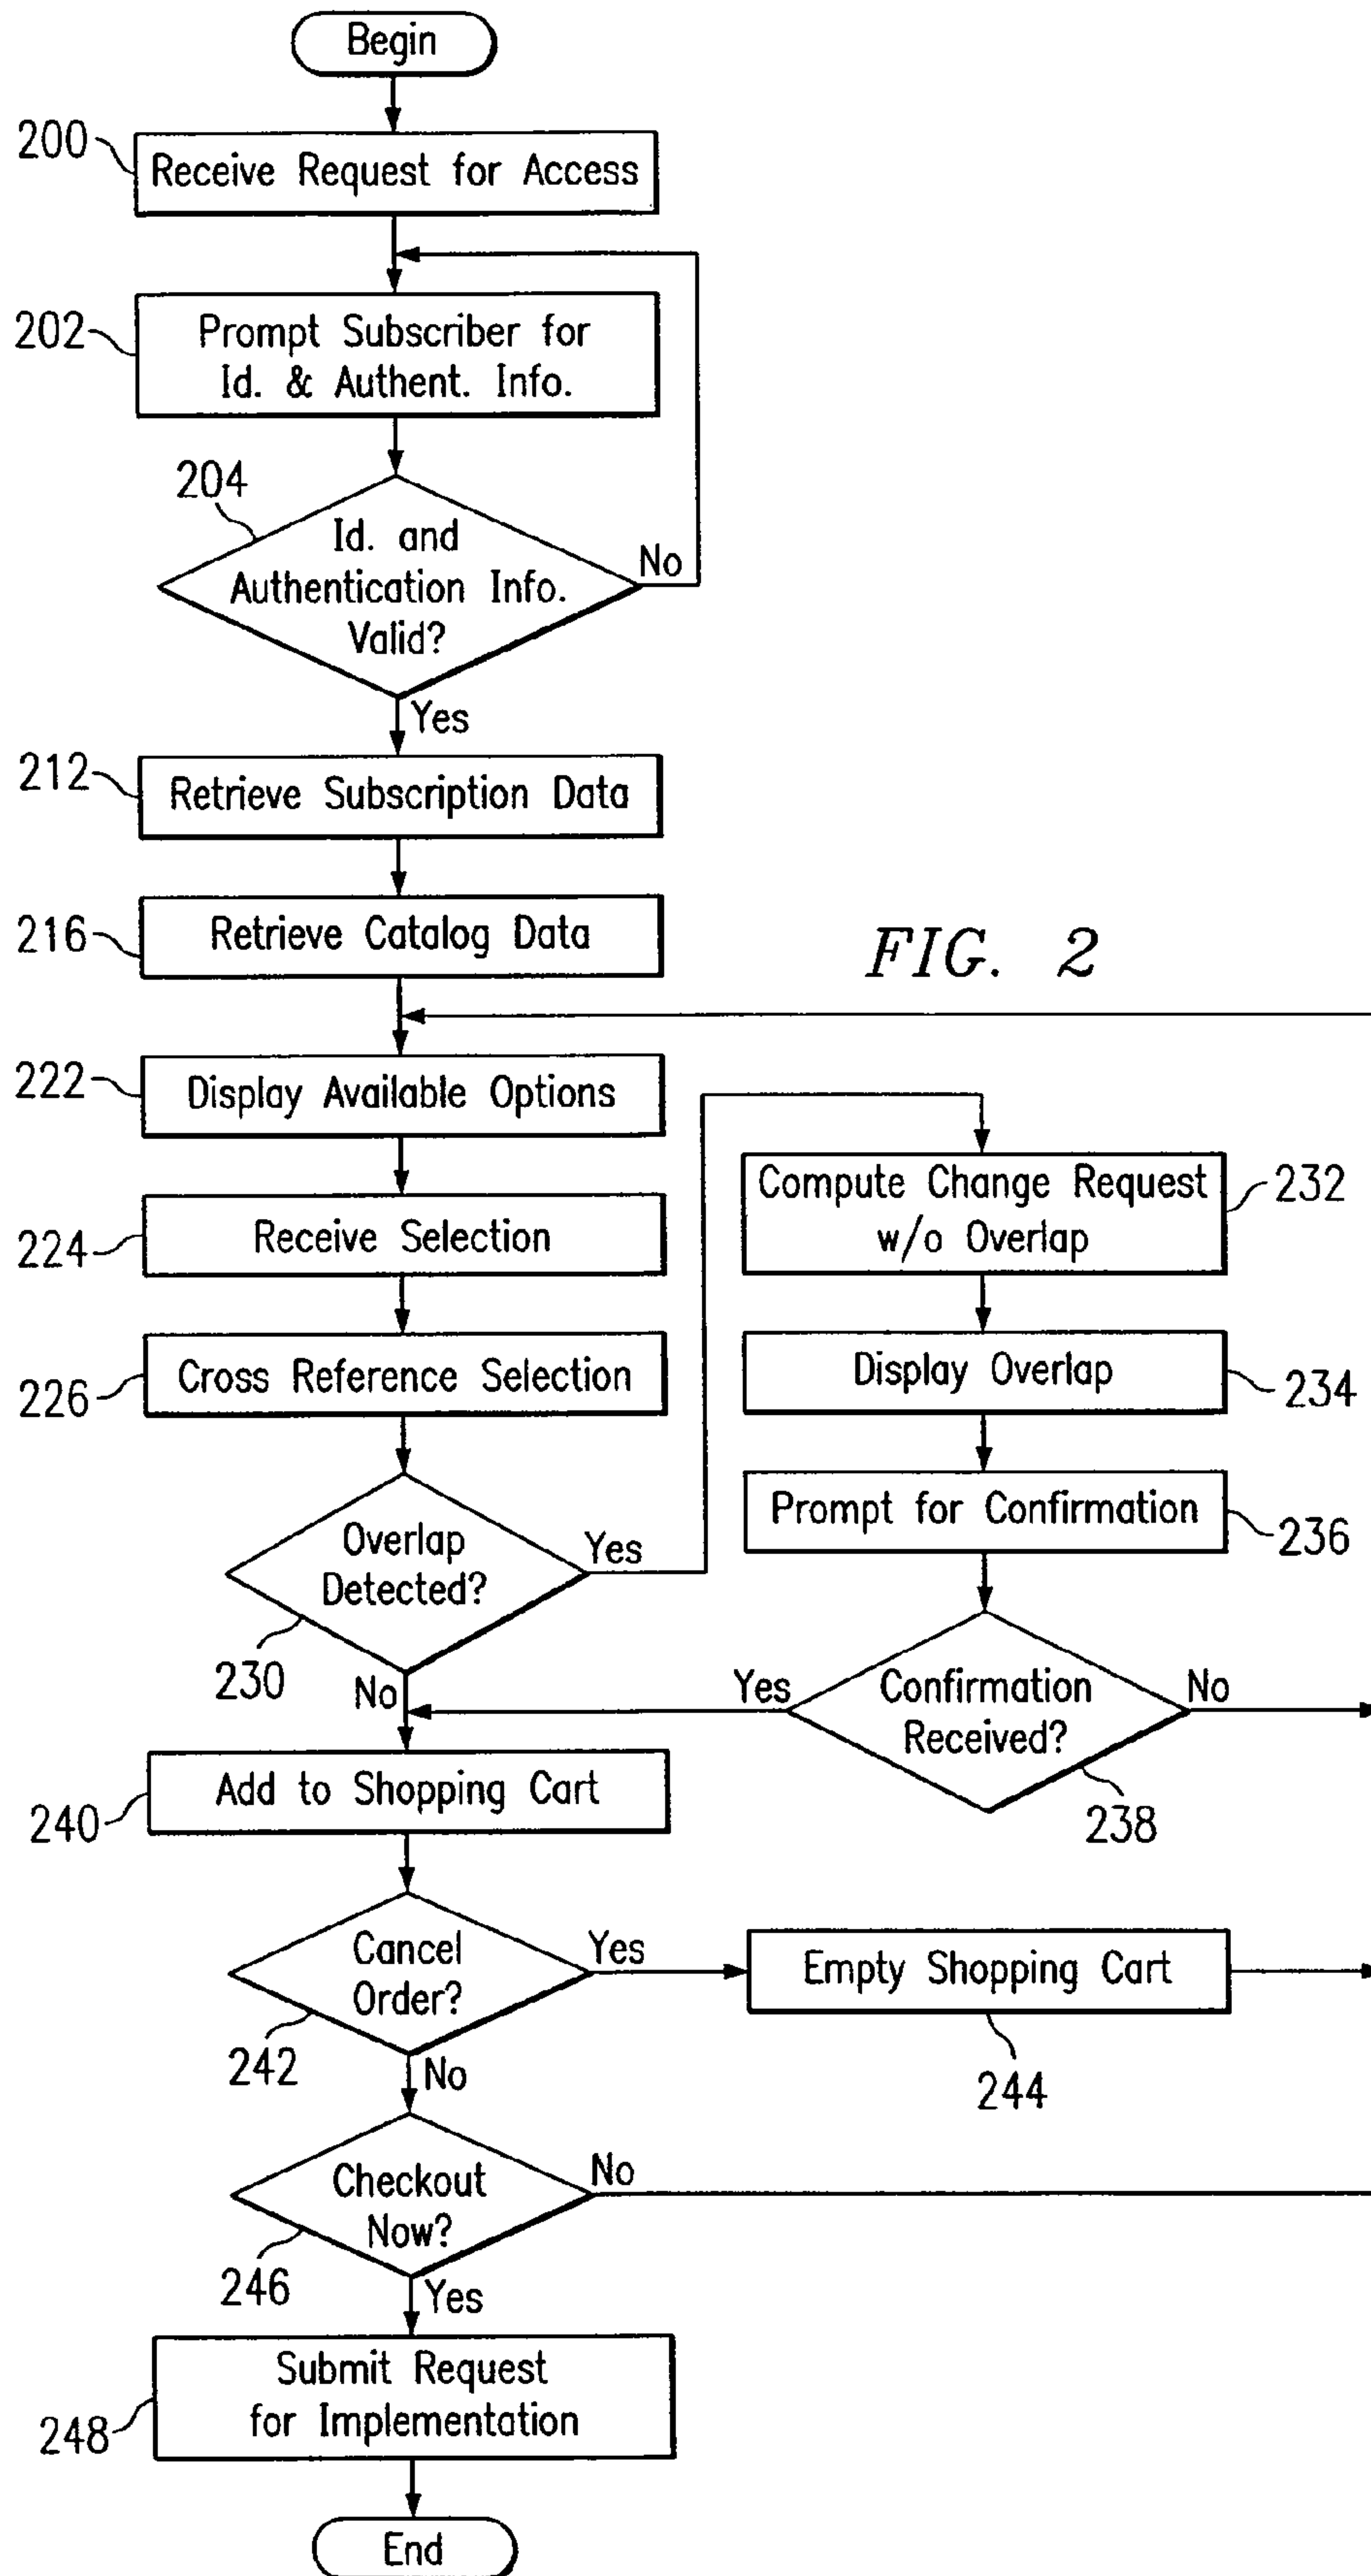 Begin
200
Receive Request for Access
202
Prompt Subscriber for
Id. & Authent. Info.
204
Id. and
Authentication Info.
Valid?
No
Yes
212
Retrieve Subscription Data
216
Retrieve Catalog Data
FIG. 2
222
Display Available Options
224
Receive Selection
226
Cross Reference Selection
Overlap
Detected?
Yes
230
No
Compute Change Request
w/o Overlap
232
Display Overlap
234
Prompt for Confirmation
236
Confirmation
Received?
Yes
No
238
240
Add to Shopping Cart
Cancel
Order?
Yes
242
No
Empty Shopping Cart
244
Checkout
Now?
No
246
Yes
Submit Request
for Implementation
248
End